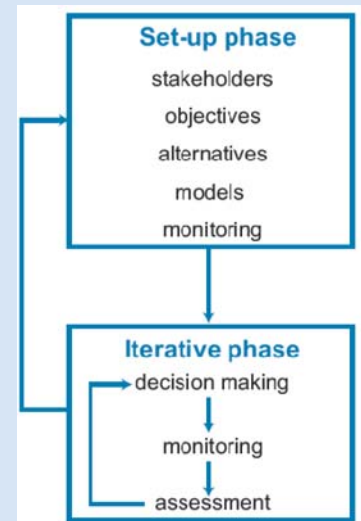 Set-up phase
stakeholders
objectives
alternatives
models
monitoring
Iterative phase
decision making
monitoring
assessment